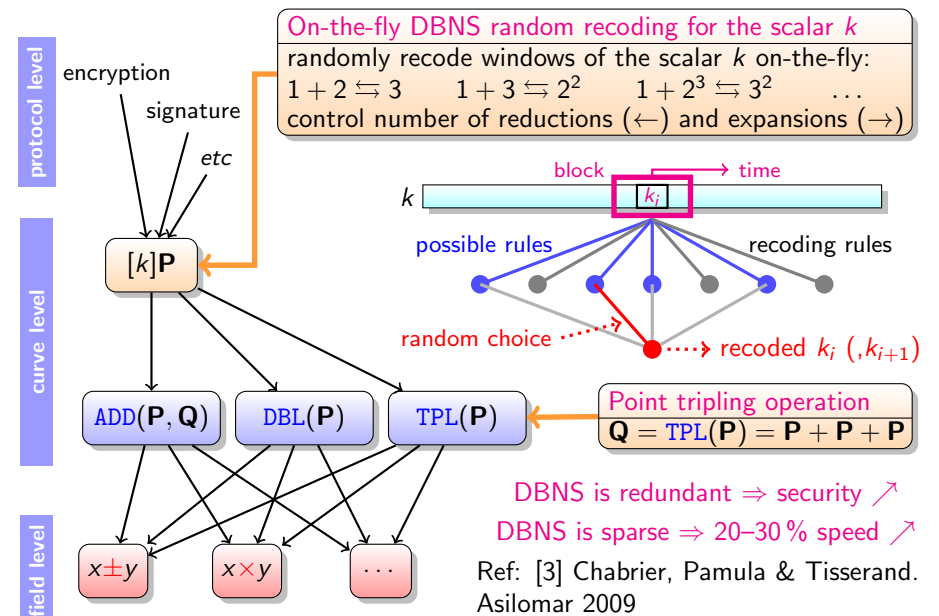 On-the-fly DBNS random recoding for the scalar k
randomly recode windows of the scalar k on-the-fly:
1 + 2 ⇆ 3 1 + 3 ⇆ 2² 1 + 2³ ⇆ 3² ...
control number of reductions (←) and expansions (→)
protocol level
encryption
signature
etc
block time
k
k_i
possible rules recoding rules
random choice
recoded k_i (,k_{i+1})
curve level
[k]P
ADD(P, Q)
DBL(P)
TPL(P)
Point tripling operation
Q = TPL(P) = P + P + P
DBNS is redundant ⇒ security ↗
DBNS is sparse ⇒ 20–30 % speed ↗
field level
x±y
x×y
...
Ref: [3] Chabrier, Pamula & Tisserand.
Asilomar 2009